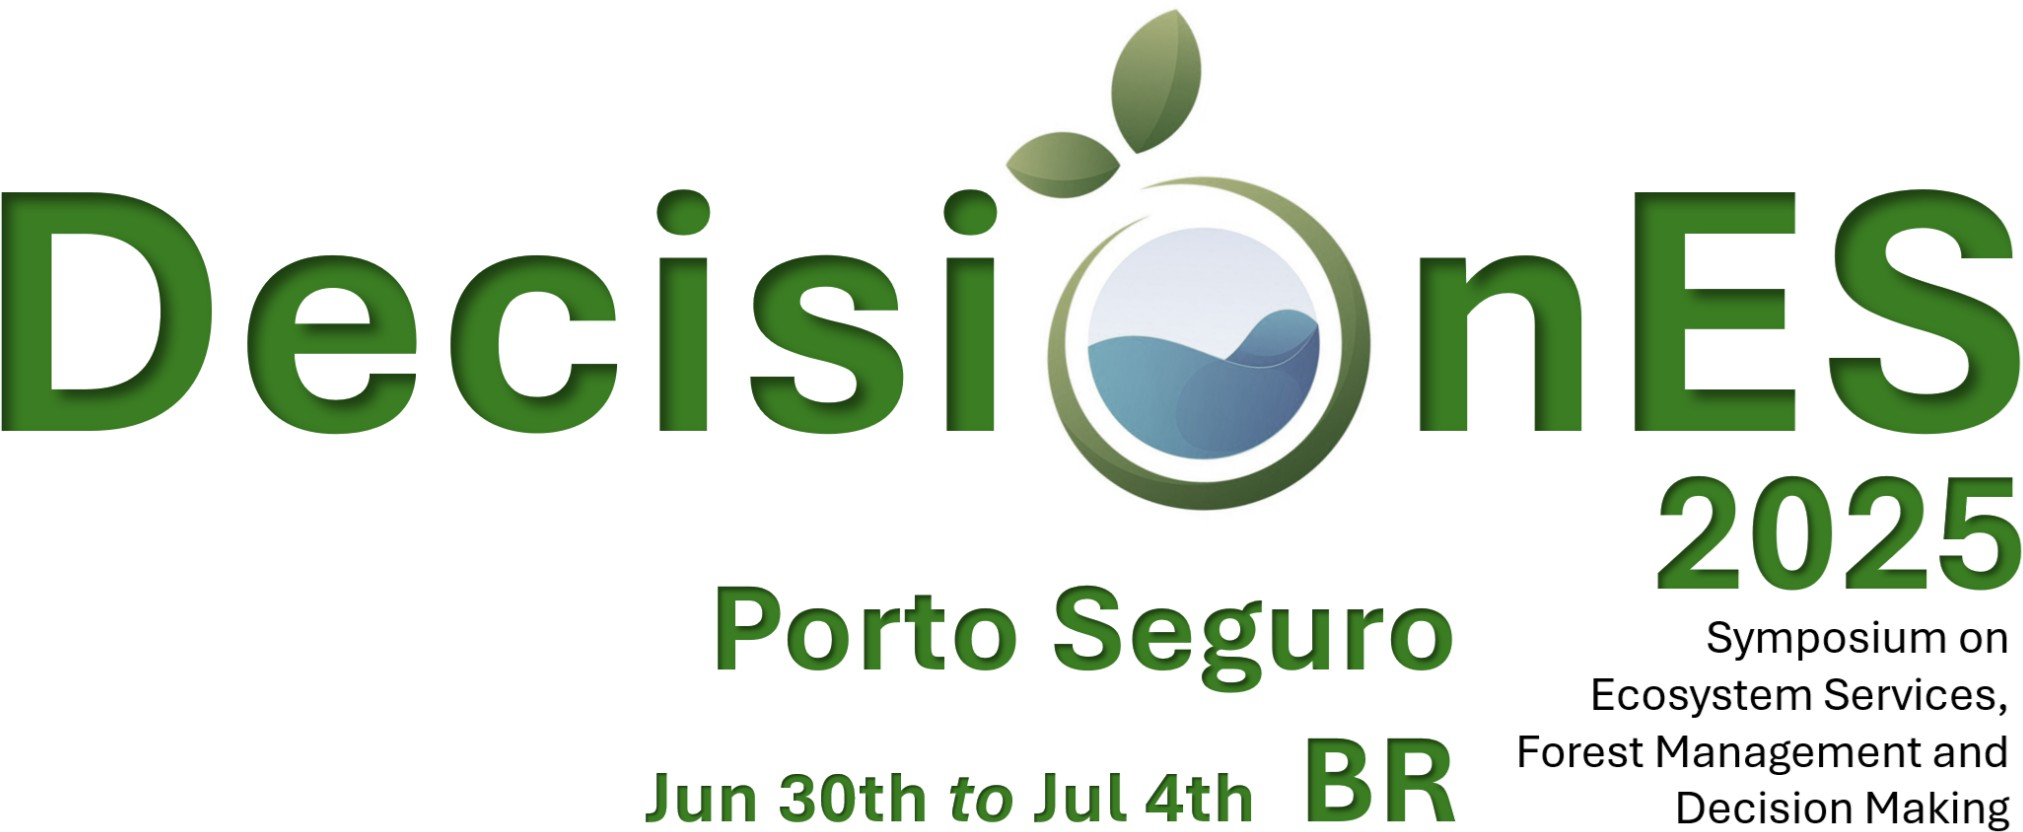 DecisiOnES
2025
Porto Seguro
Jun 30th to Jul 4th BR
Symposium on
Ecosystem Services,
Forest Management and
Decision Making